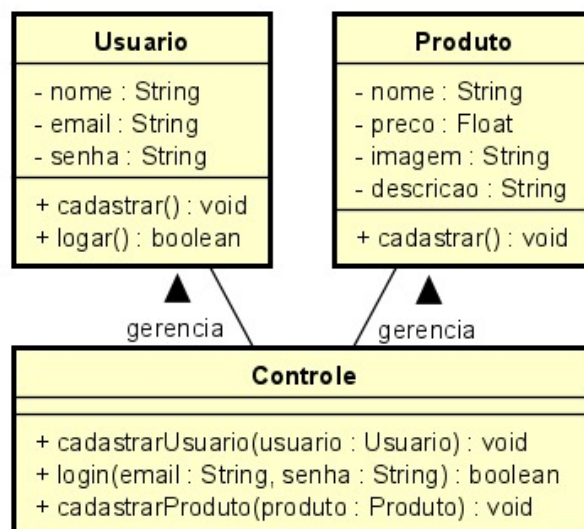 Usuario
- nome : String
- email : String
- senha : String
+ cadastrar() : void
+ logar() : boolean
Produto
- nome : String
- preco : Float
- imagem : String
- descricao : String
+ cadastrar() : void
gerencia
gerencia
Controle
+ cadastrarUsuario(usuario : Usuario) : void
+ login(email : String, senha : String) : boolean
+ cadastrarProduto(produto : Produto) : void